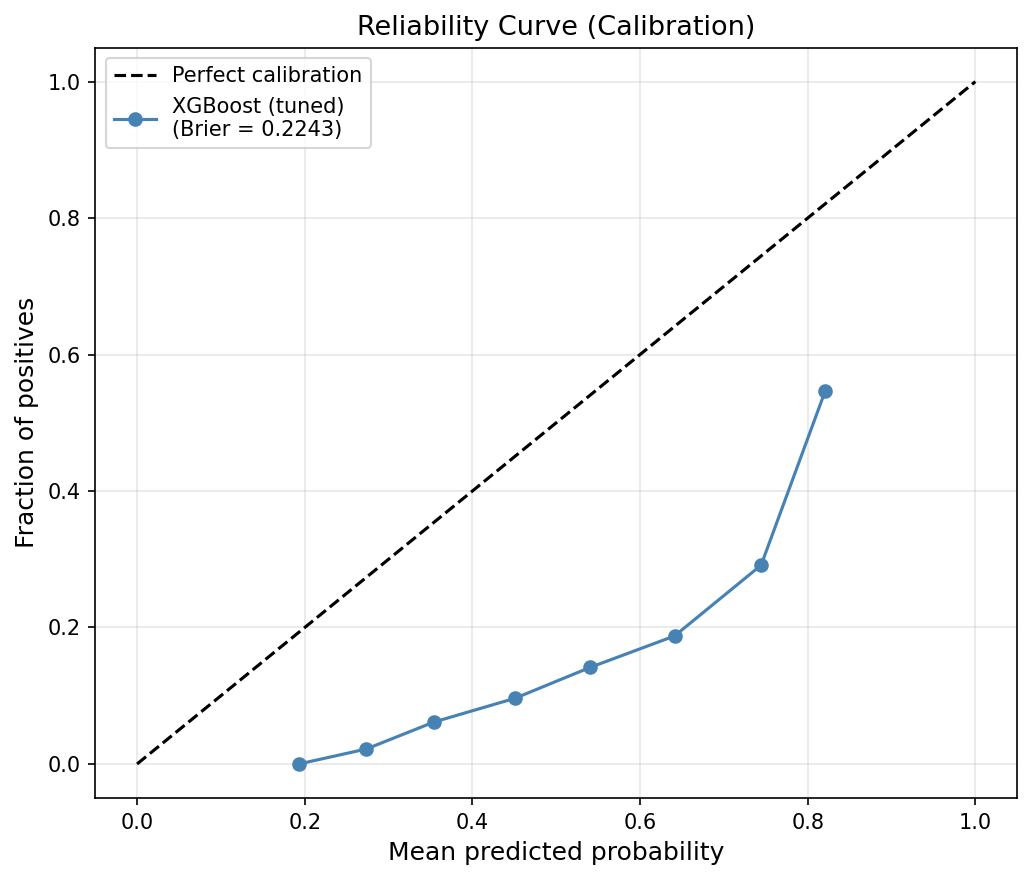 Reliability Curve (Calibration)
Perfect calibration
XGBoost (tuned)
(Brier = 0.2243)
Fraction of positives
1.0
0.8
0.6
0.4
0.2
0.0
0.0 0.2 0.4 0.6 0.8 1.0
Mean predicted probability